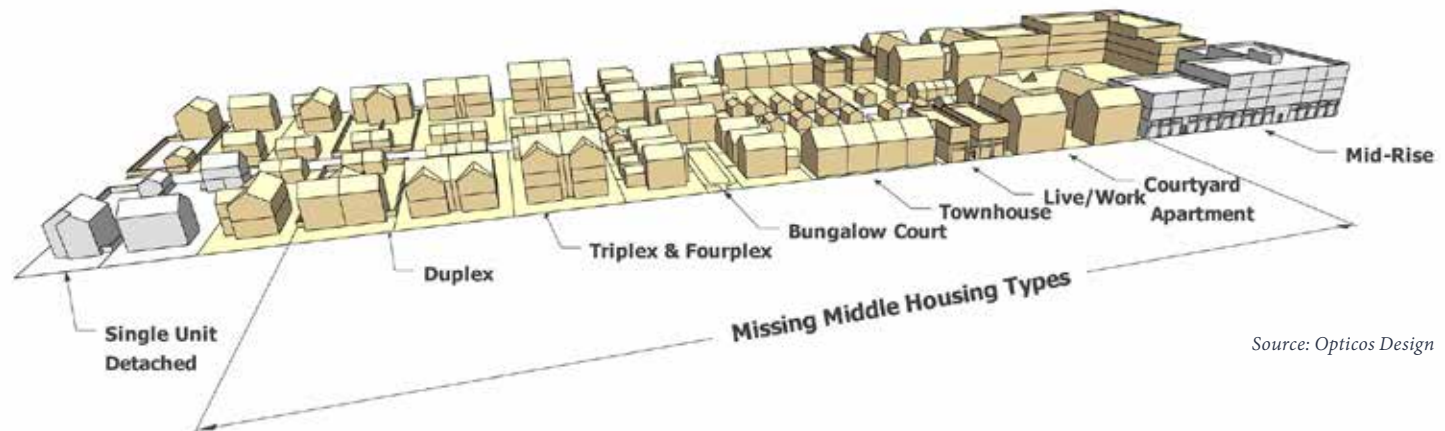 Single Unit
Detached
Duplex
Triplex & Fourplex
Bungalow Court
Townhouse
Live/Work
Courtyard
Apartment
Mid-Rise
Missing Middle Housing Types
Source: Opticos Design